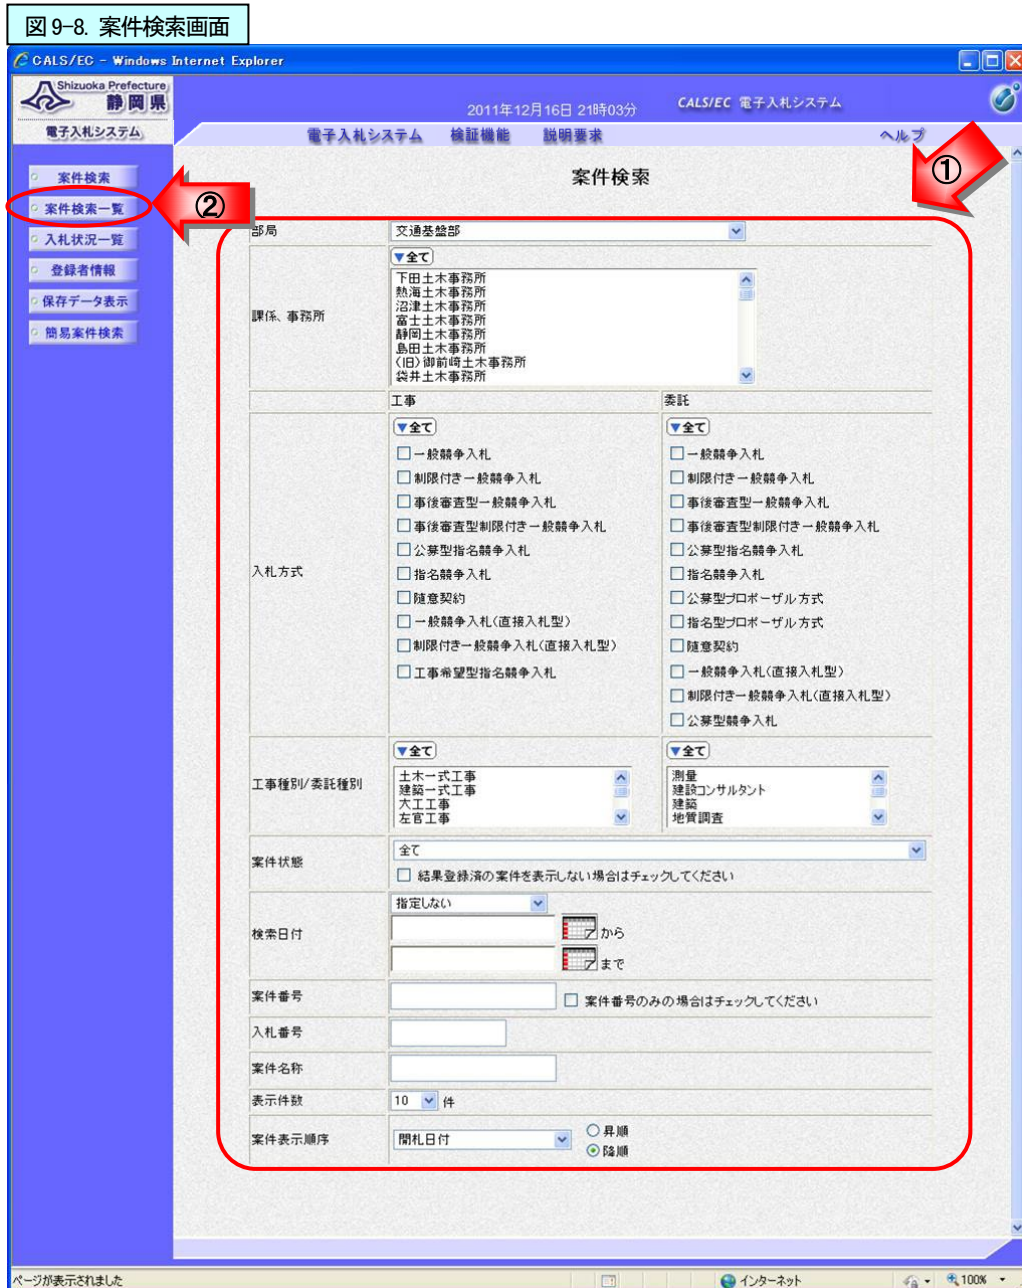 図 9-8. 案件検索画面
CALS/EC - Windows Internet Explorer
Shizuoka Prefecture
静岡県
2011年12月16日 21時03分
CALS/EC 電子入札システム
電子入札システム
電子入札システム 検証機能 説明要求 ヘルプ
①
案件検索
案件検索
②
案件検索一覧
入札状況一覧
登録者情報
保存データ表示
簡易案件検索
部局 交通基盤部
▼全て
課係、事務所
下田土木事務所
熱海土木事務所
沼津土木事務所
富士土木事務所
静岡土木事務所
島田土木事務所
(旧)御前崎土木事務所
袋井土木事務所
工事 委託
入札方式
▼全て
一般競争入札
制限付き一般競争入札
事後審査型一般競争入札
事後審査型制限付き一般競争入札
公募型指名競争入札
指名競争入札
随意契約
一般競争入札(直接入札型)
制限付き一般競争入札(直接入札型)
工事希望型指名競争入札
▼全て
一般競争入札
制限付き一般競争入札
事後審査型一般競争入札
事後審査型制限付き一般競争入札
公募型指名競争入札
指名競争入札
公募型プロポーザル方式
指名型プロポーザル方式
随意契約
一般競争入札(直接入札型)
制限付き一般競争入札(直接入札型)
公募型競争入札
工事種別/委託種別
▼全て
土木一式工事
建築一式工事
大工工事
左官工事
▼全て
測量
建設コンサルタント
建築
地質調査
案件状態
全て
結果登録済の案件を表示しない場合はチェックしてください
検索日付
指定しない
から
まで
案件番号 案件番号のみの場合はチェックしてください
入札番号
案件名称
表示件数 10 件
案件表示順序 開札日付
昇順
降順
ページが表示されました インターネット 100%